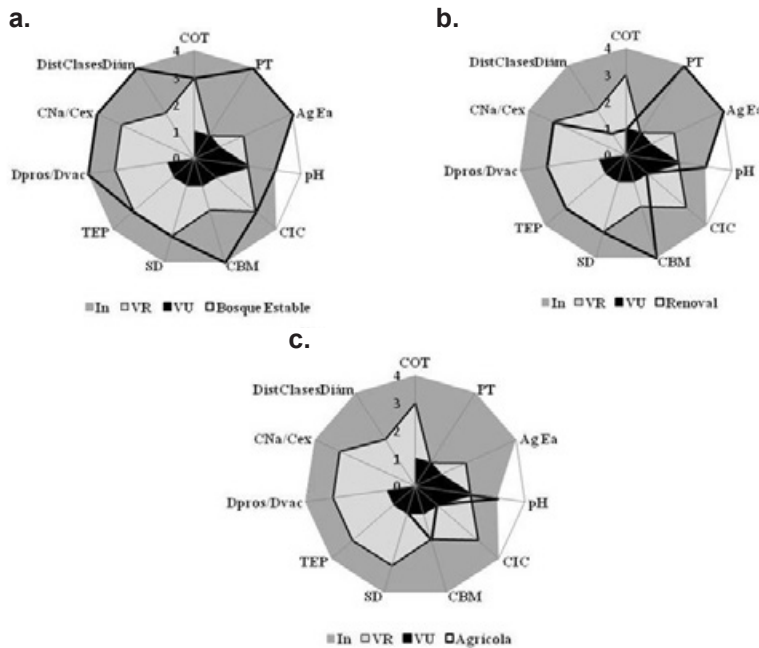 a.
COT
PT
AgEa
pH
CIC
CBM
SD
TEP
Dpros/Dvac
CNa/Cex
DistClasesDiám
4
3
2
1
0
In VR VU Bosque Estable
b.
COT
PT
AgEa
pH
CIC
CBM
SD
TEP
Dpros/Dvac
CNa/Cex
DistClasesDiám
4
3
2
1
0
In VR VU Renoval
c.
COT
PT
AgEa
pH
CIC
CBM
SD
TEP
Dpros/Dvac
CNa/Cex
DistClasesDiám
4
3
2
1
0
In VR VU Agrícola